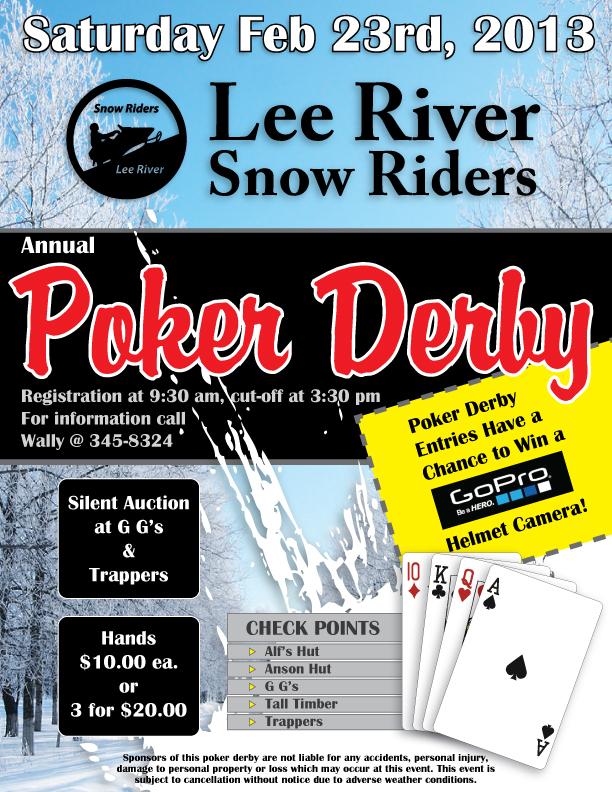 Saturday Feb 23rd, 2013
Snow Riders
Lee River
Lee River
Snow Riders
Annual
Poker Derby
Registration at 9:30 am, cut-off at 3:30 pm
For information call
Wally @ 345-8324
Poker Derby
Entries Have a
Chance to Win a
GoPro
Be a HERO.
Helmet Camera!
Silent Auction
at G G's
&
Trappers
Hands
$10.00 ea.
or
3 for $20.00
CHECK POINTS
Alf's Hut
Anson Hut
G G's
Tall Timber
Trappers
10
K
Q
A
A
Sponsors of this poker derby are not liable for any accidents, personal injury,
damage to personal property or loss which may occur at this event. This event is
subject to cancellation without notice due to adverse weather conditions.